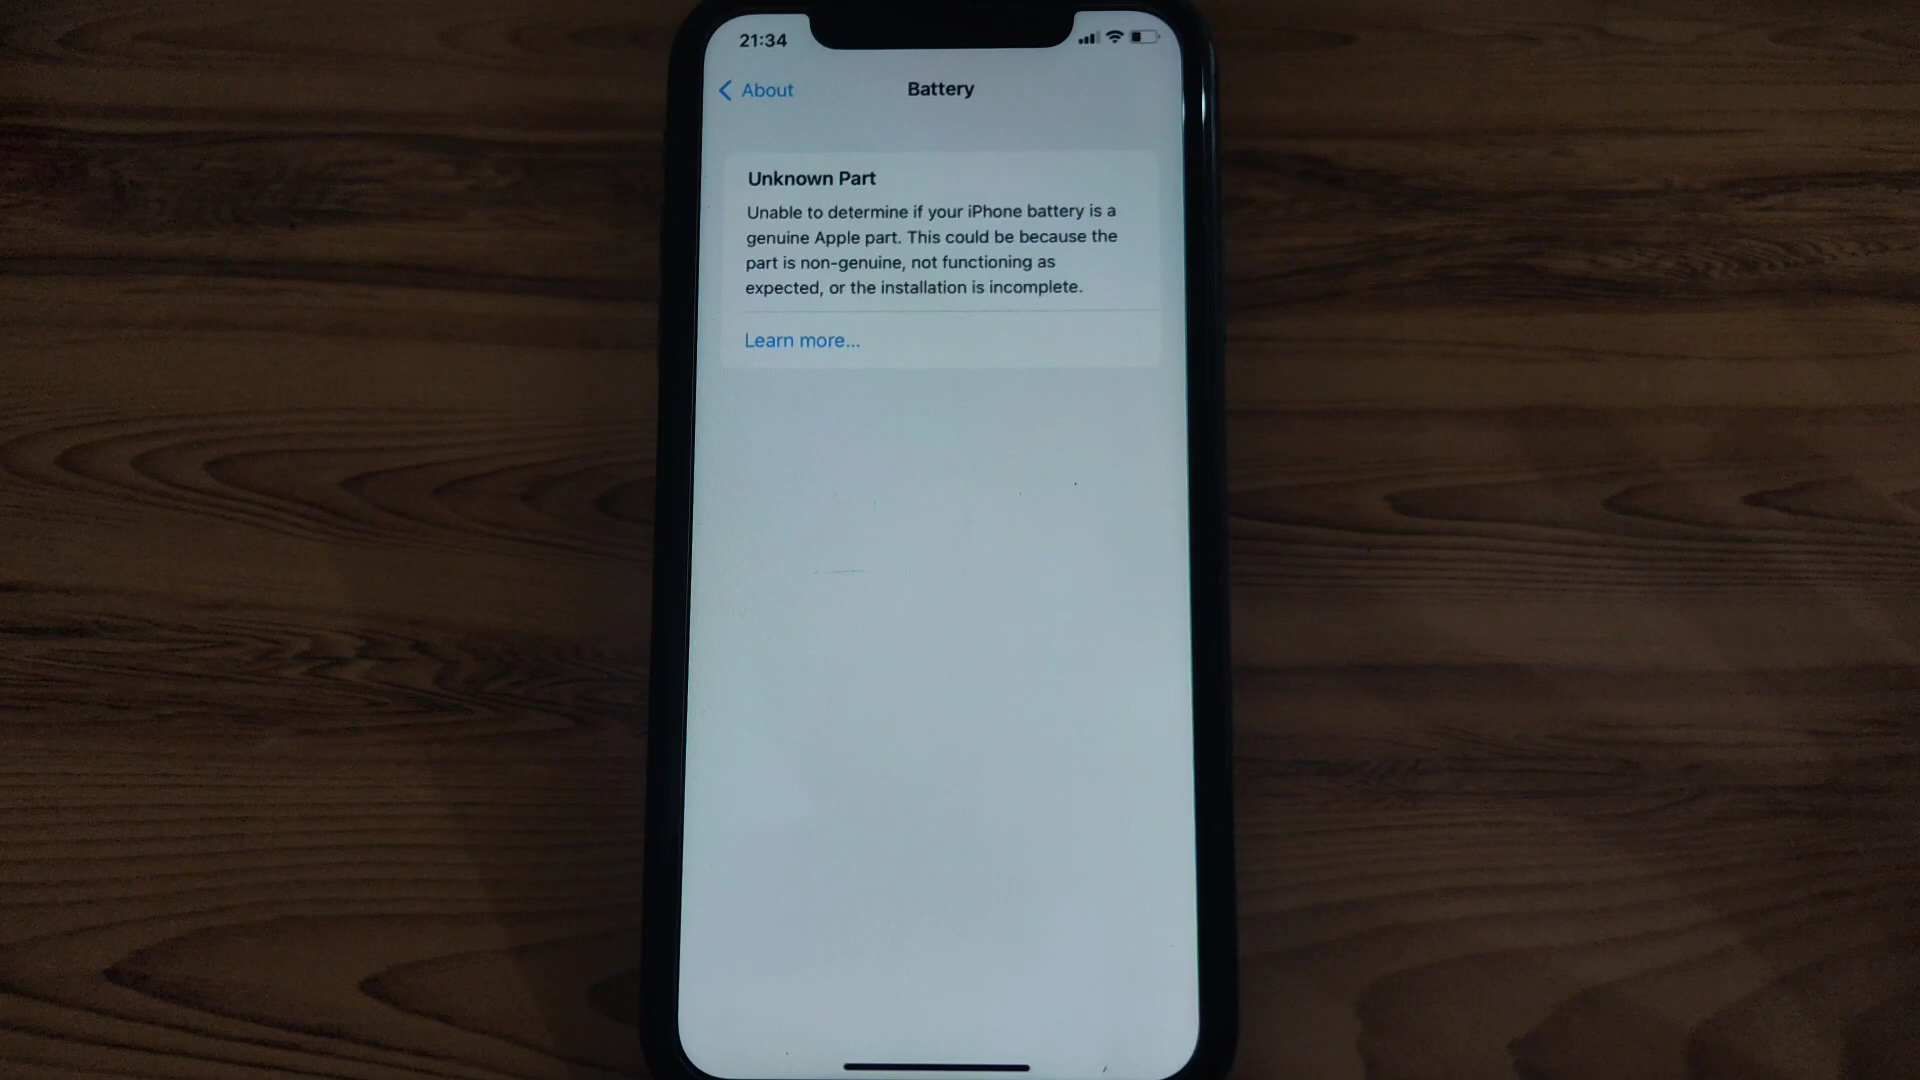 21:34
About
Battery
Unknown Part
Unable to determine if your iPhone battery is a
genuine Apple part. This could be because the
part is non-genuine, not functioning as
expected, or the installation is incomplete.
Learn more...